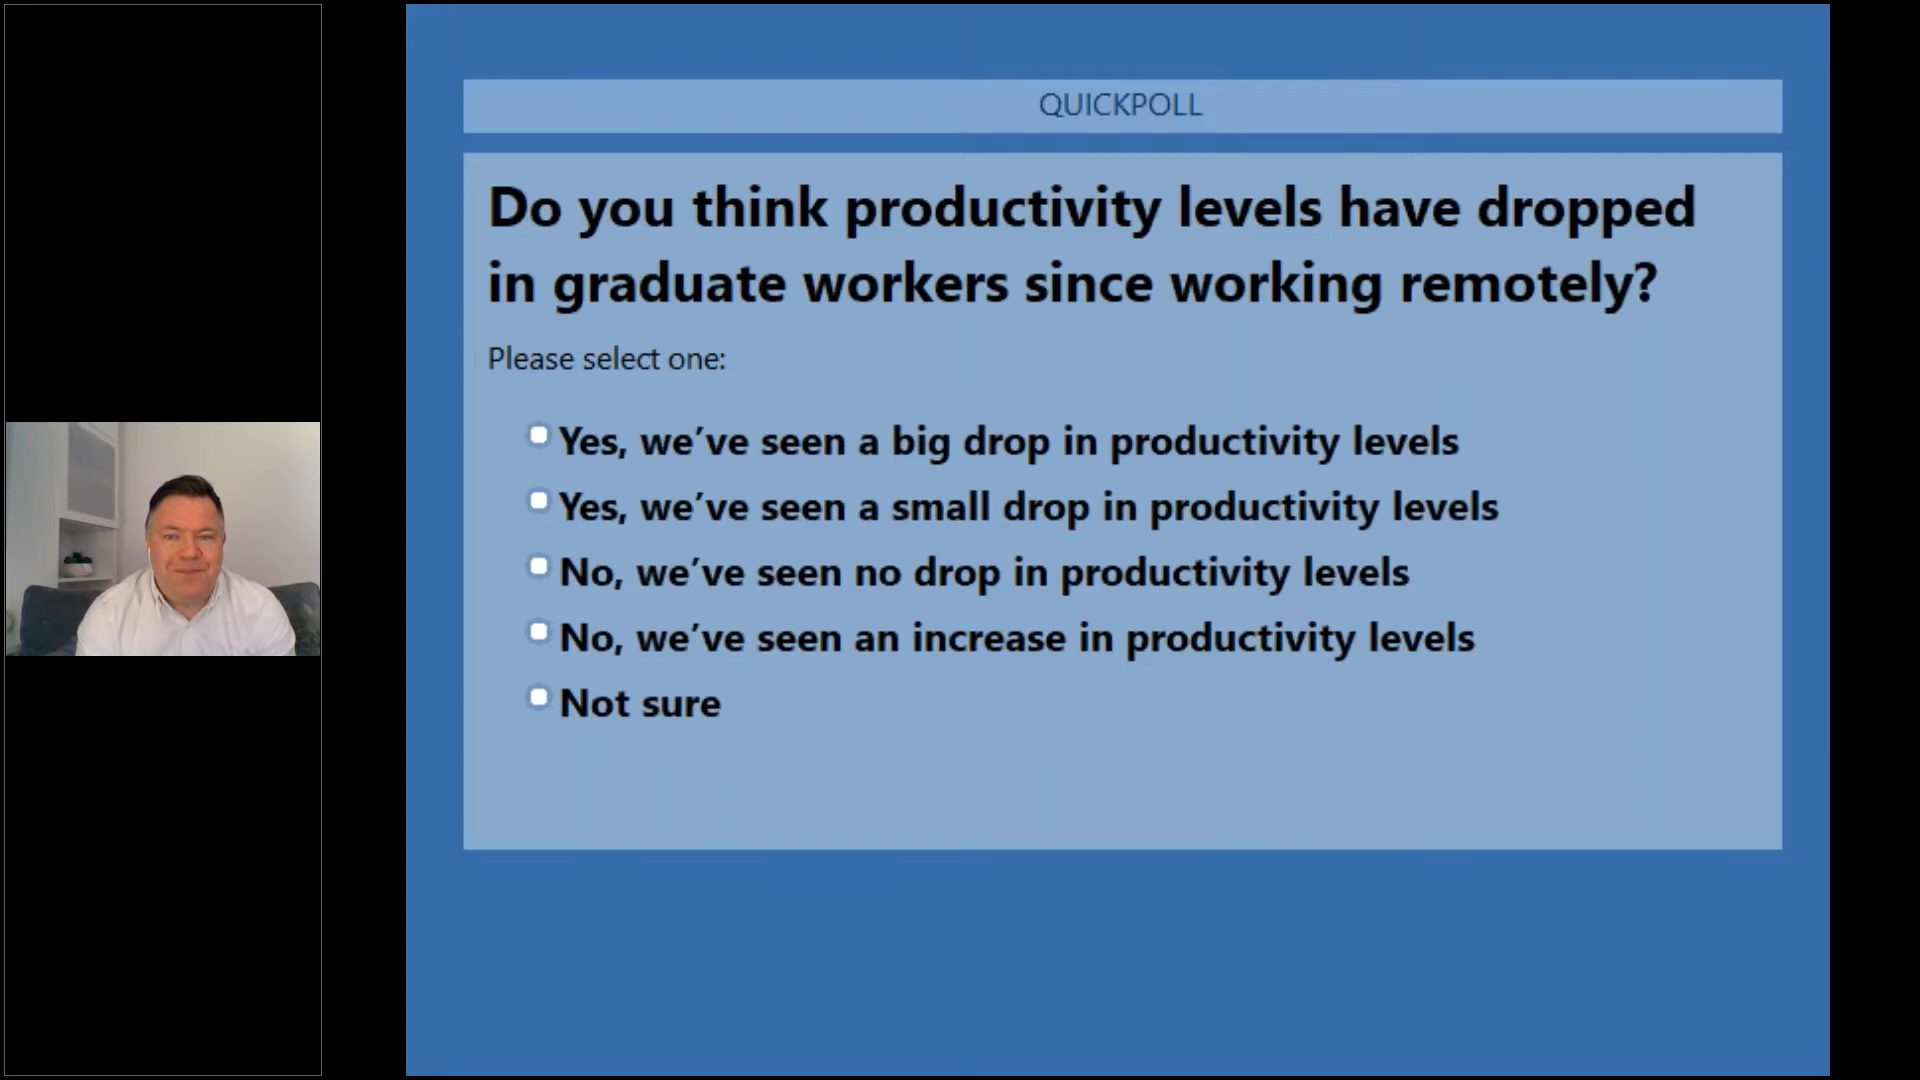 QUICKPOLL
Do you think productivity levels have dropped
in graduate workers since working remotely?
Please select one:
Yes, we’ve seen a big drop in productivity levels
Yes, we’ve seen a small drop in productivity levels
No, we’ve seen no drop in productivity levels
No, we’ve seen an increase in productivity levels
Not sure